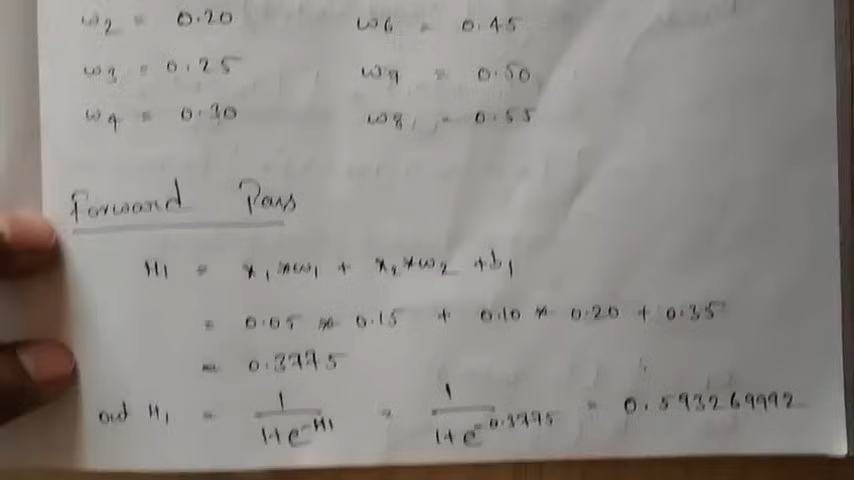 w2 = 0.20 w6 = 0.45
w3 = 0.25 w7 = 0.50
w4 = 0.30 w8 = 0.55
Forward Pass
H1 = x1*w1 + x2*w2 + b1
= 0.05 * 0.15 + 0.10 * 0.20 + 0.35
= 0.3775
out H1 = 1/1+e^-H1 = 1/1+e^-0.3775 = 0.593269992